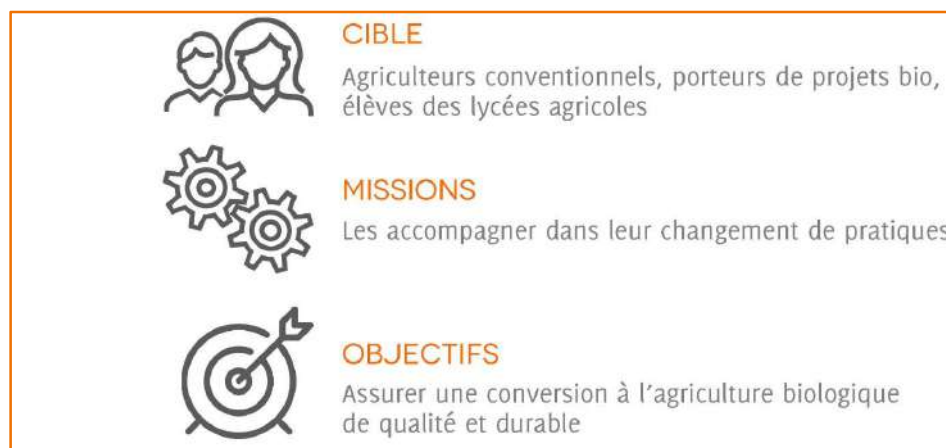 CIBLE
Agriculteurs conventionnels, porteurs de projets bio,
élèves des lycées agricoles
MISSIONS
Les accompagner dans leur changement de pratiques
OBJECTIFS
Assurer une conversion à l'agriculture biologique
de qualité et durable